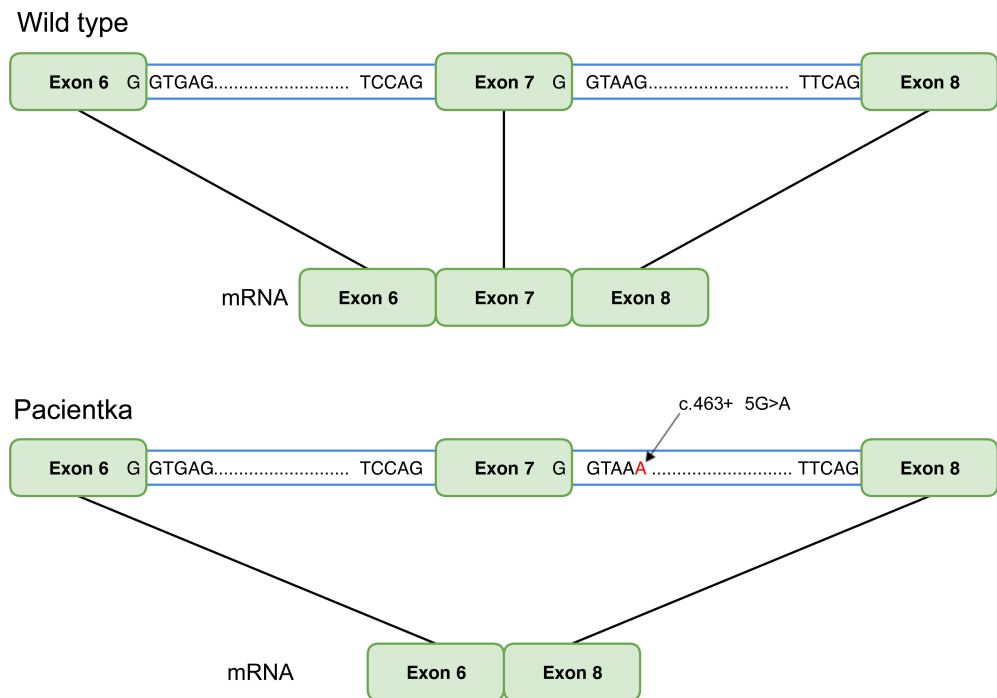 Wild type
Exon 6 G GTGAG........................... TCCAG Exon 7 G GTAAG............................ TTCAG Exon 8
mRNA Exon 6 Exon 7 Exon 8
Pacientka
c.463+ 5G>A
Exon 6 G GTGAG........................... TCCAG Exon 7 G GTAAA ............................ TTCAG Exon 8
mRNA Exon 6 Exon 8